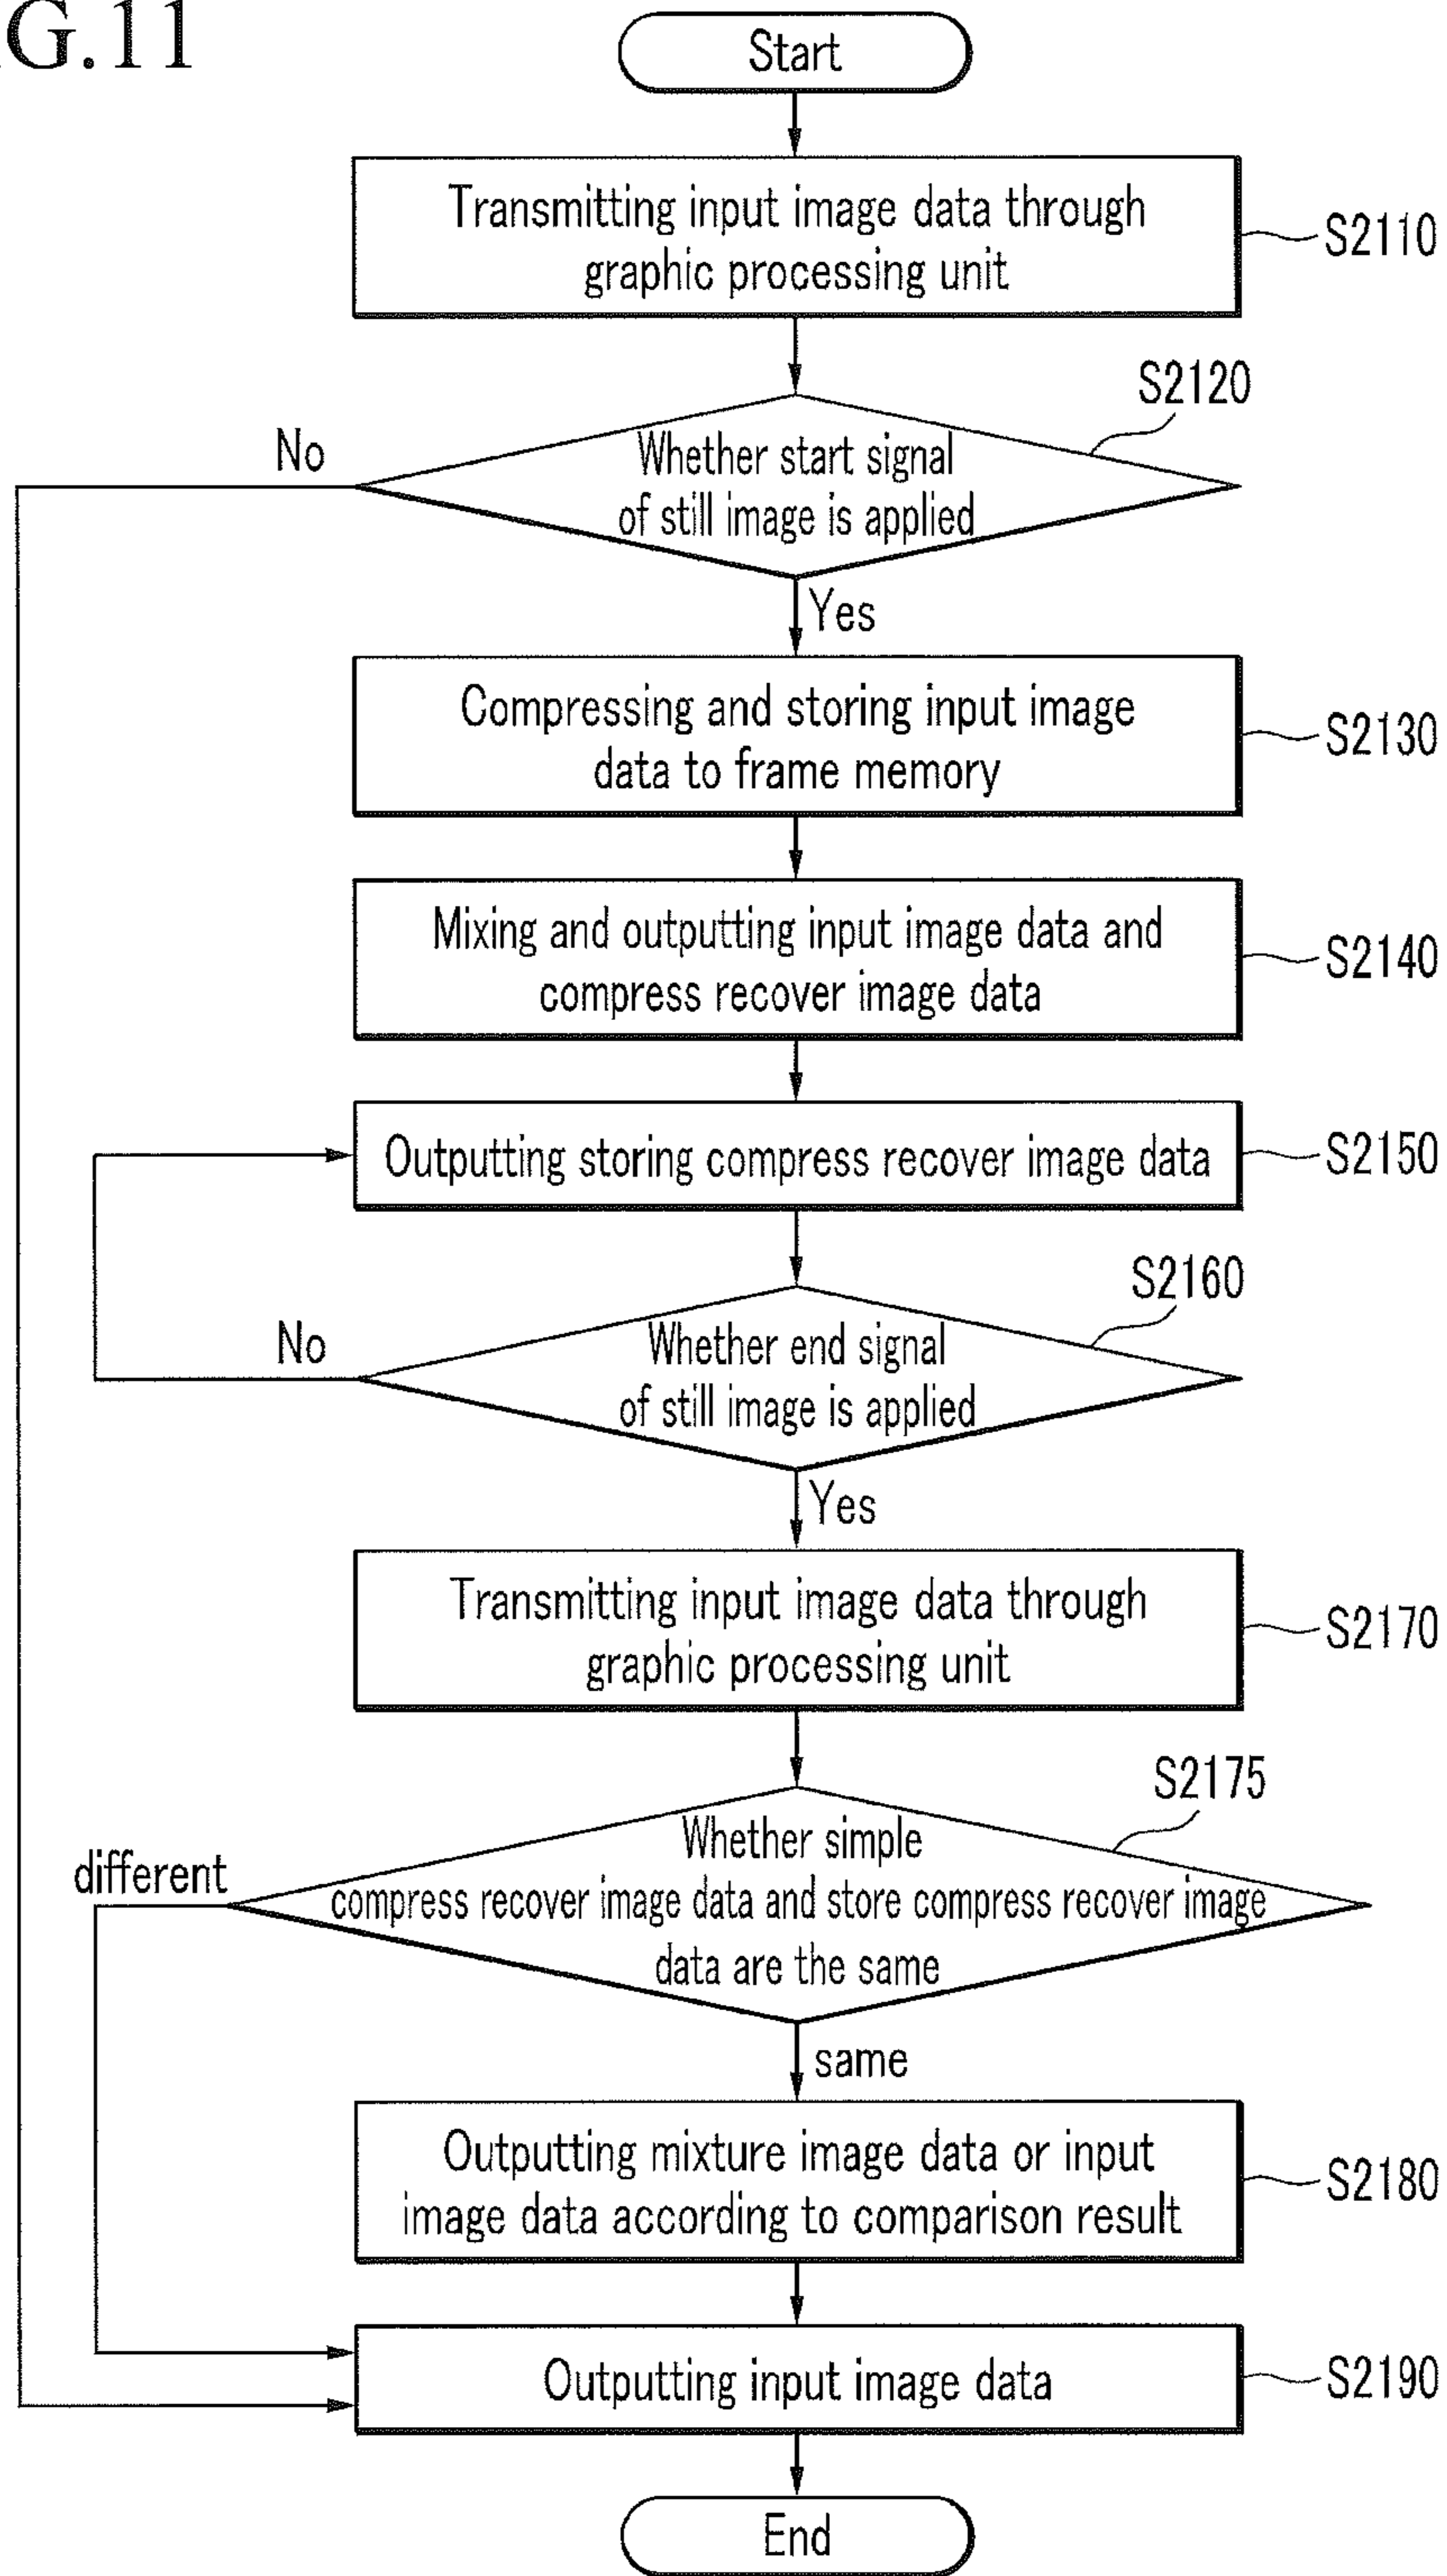 G.11
Start
Transmitting input image data through
graphic processing unit
S2110
S2120
No
Whether start signal
of still image is applied
Yes
Compressing and storing input image
data to frame memory
S2130
Mixing and outputting input image data and
compress recover image data
S2140
Outputting storing compress recover image data
S2150
S2160
No
Whether end signal
of still image is applied
Yes
Transmitting input image data through
graphic processing unit
S2170
S2175
different
Whether simple
compress recover image data and store compress recover image
data are the same
same
Outputting mixture image data or input
image data according to comparison result
S2180
Outputting input image data
S2190
End